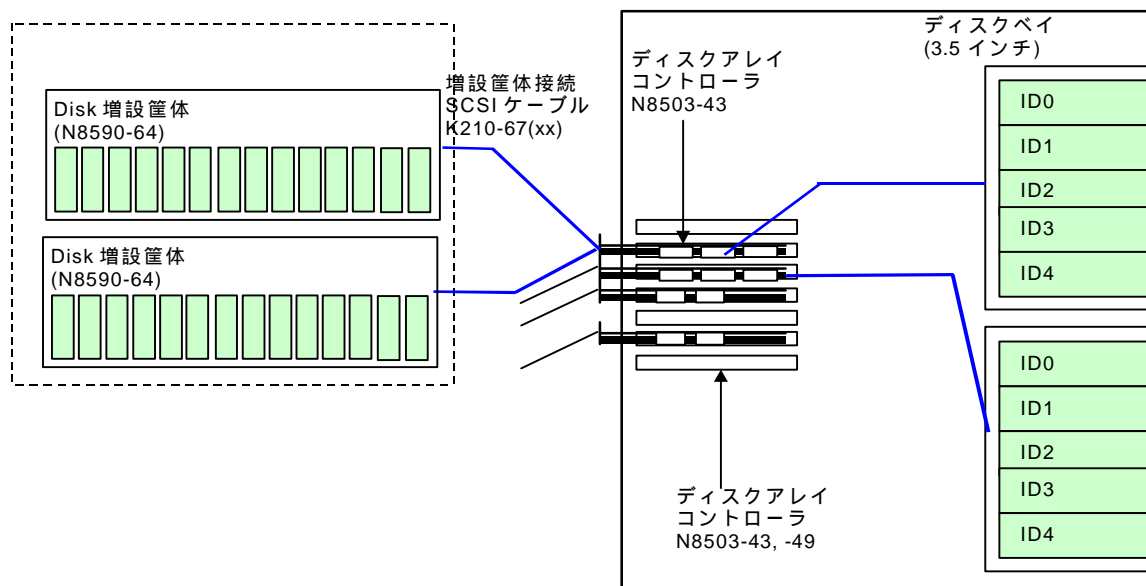 Disk 増設筐体
(N8590-64)
Disk 増設筐体
(N8590-64)
増設筐体接続
SCSI ケーブル
K210-67(xx)
ディスクアレイ
コントローラ
N8503-43
ディスクベイ
(3.5 インチ)
ID0
ID1
ID2
ID3
ID4
ID0
ID1
ID2
ID3
ID4
ディスクアレイ
コントローラ
N8503-43, -49